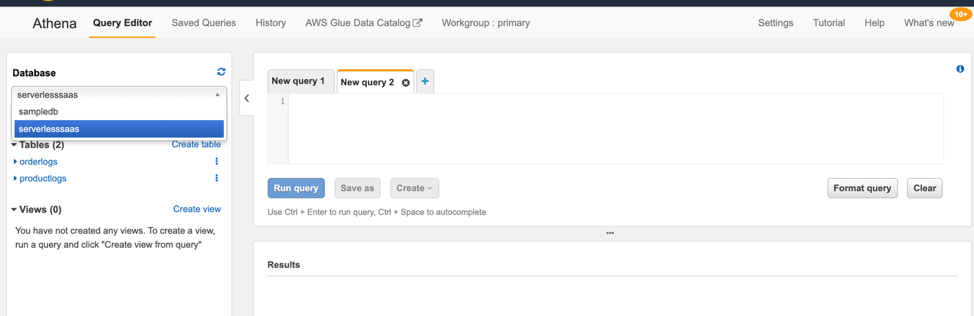 Athena Query Editor Saved Queries History AWS Glue Data Catalog Workgroup : primary Settings Tutorial Help What's new 10+
Database
serverlesssaas
sampledb
serverlesssaas
Tables (2) Create table
orderlogs
productlogs
Views (0) Create view
You have not created any views. To create a view,
run a query and click "Create view from query"
New query 1 New query 2 +
1
Run query Save as Create Format query Clear
Use Ctrl + Enter to run query, Ctrl + Space to autocomplete
Results